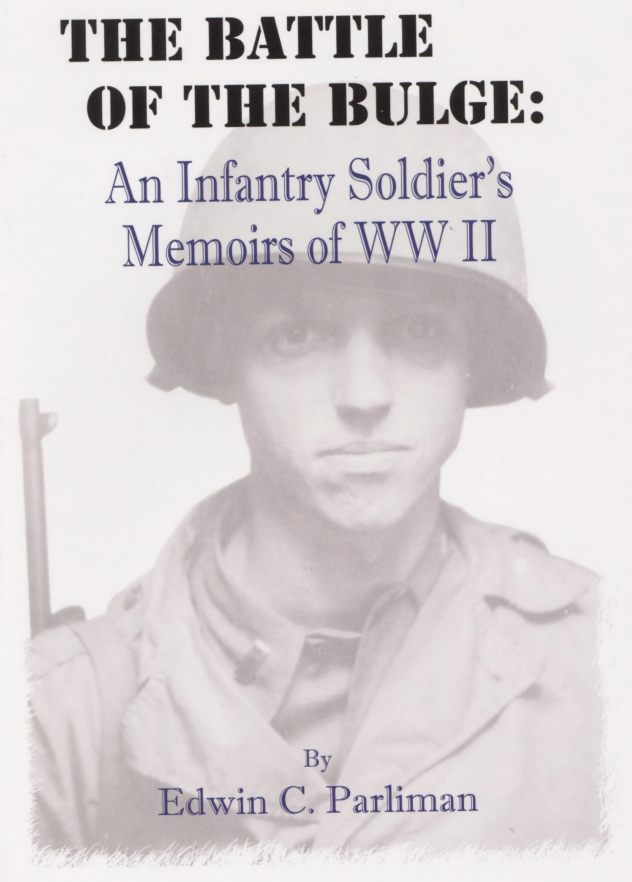 THE BATTLE
OF THE BULGE:
An Infantry Soldier's
Memoirs of WW II
By
Edwin C. Parliman